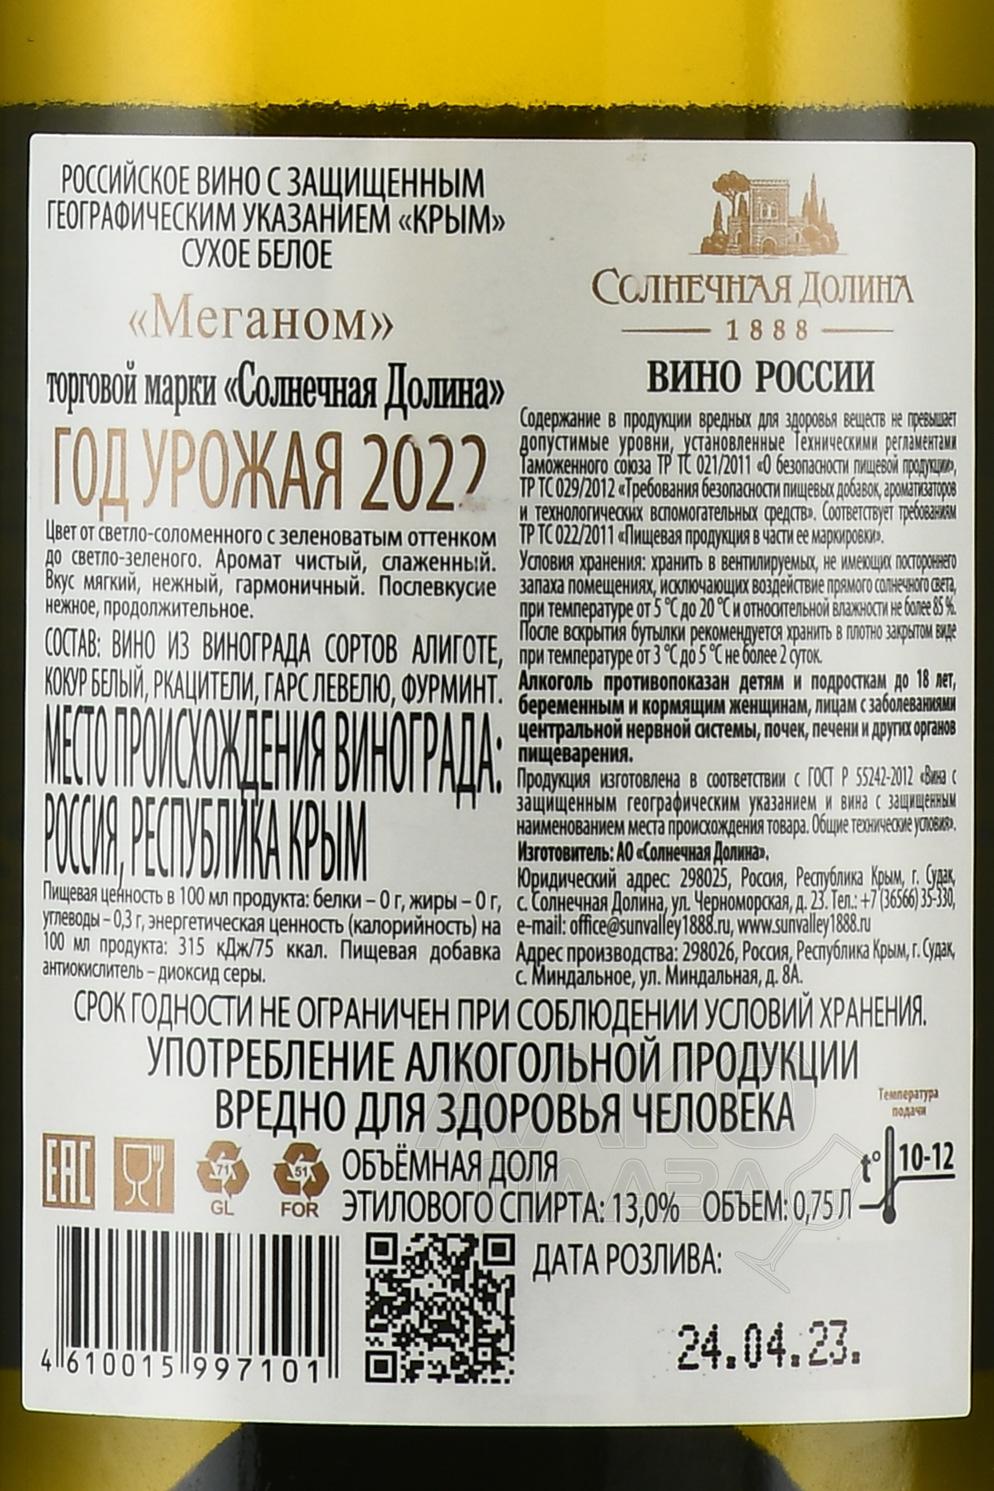 РОССИЙСКОЕ ВИНО С ЗАЩИЩЕННЫМ
ГЕОГРАФИЧЕСКИМ УКАЗАНИЕМ «КРЫМ»
СУХОЕ БЕЛОЕ
«Меганом»
торговой марки «Солнечная Долина»
ГОД УРОЖАЯ 2022
Цвет от светло-соломенного с зеленоватым оттенком
до светло-зеленого. Аромат чистый, слаженный.
Вкус мягкий, нежный, гармоничный. Послевкусие
нежное, продолжительное.
СОСТАВ: ВИНО ИЗ ВИНОГРАДА СОРТОВ АЛИГОТЕ,
КОКУР БЕЛЫЙ, РКАЦИТЕЛИ, ГАРС ЛЕВЕЛЮ, ФУРМИНТ.
МЕСТО ПРОИСХОЖДЕНИЯ ВИНОГРАДА:
РОССИЯ, РЕСПУБЛИКА КРЫМ
Пищевая ценность в 100 мл продукта: белки – 0 г, жиры – 0 г,
углеводы – 0,3 г, энергетическая ценность (калорийность) на
100 мл продукта: 315 кДж/75 ккал. Пищевая добавка
антиокислитель – диоксид серы.
СОЛНЕЧНАЯ ДОЛИНА
1888
ВИНО РОССИИ
Содержание в продукции вредных для здоровья веществ не превышает
допустимые уровни, установленные Техническими регламентами
Таможенного союза ТР ТС 021/2011 «О безопасности пищевой продукции»,
ТР ТС 029/2012 «Требования безопасности пищевых добавок, ароматизаторов
и технологических вспомогательных средств». Соответствует требованиям
ТР ТС 022/2011 «Пищевая продукция в части ее маркировки».
Условия хранения: хранить в вентилируемых, не имеющих постороннего
запаха помещениях, исключающих воздействие прямого солнечного света,
при температуре от 5 °С до 20 °С и относительной влажности не более 85 %.
После вскрытия бутылки рекомендуется хранить в плотно закрытом виде
при температуре от 3 °С до 5 °С не более 2 суток.
Алкоголь противопоказан детям и подросткам до 18 лет,
беременным и кормящим женщинам, лицам с заболеваниями
центральной нервной системы, почек, печени и других органов
пищеварения.
Продукция изготовлена в соответствии с ГОСТ Р 55242-2012 «Вина с
защищенным географическим указанием и вина с защищенным
наименованием места происхождения товара. Общие технические условия».
Изготовитель: АО «Солнечная Долина».
Юридический адрес: 298025, Россия, Республика Крым, г. Судак,
с. Солнечная Долина, ул. Черноморская, д. 23. Тел.: +7 (36566) 35-330,
e-mail: office@sunvalley1888.ru, www.sunvalley1888.ru
Адрес производства: 298026, Россия, Республика Крым, г. Судак,
с. Миндальное, ул. Миндальная, д. 8А.
СРОК ГОДНОСТИ НЕ ОГРАНИЧЕН ПРИ СОБЛЮДЕНИИ УСЛОВИЙ ХРАНЕНИЯ.
УПОТРЕБЛЕНИЕ АЛКОГОЛЬНОЙ ПРОДУКЦИИ
ВРЕДНО ДЛЯ ЗДОРОВЬЯ ЧЕЛОВЕКА
Температура
подачи
t° 10-12
EAC
71
GL
51
FOR
ОБЪЁМНАЯ ДОЛЯ
ЭТИЛОВОГО СПИРТА: 13,0% ОБЪЕМ: 0,75 Л
ДАТА РОЗЛИВА:
24.04.23.
4 610015 997101
АЛКО
ГЛАВА